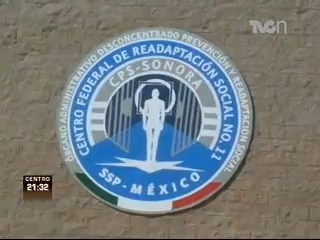 TVCn
ÓRGANO ADMINISTRATIVO DESCONCENTRADO PREVENCIÓN Y READAPTACIÓN SOCIAL
CENTRO FEDERAL DE READAPTACIÓN SOCIAL NO. 11
CPS-SONORA
SSP - MÉXICO
CENTRO
21:32